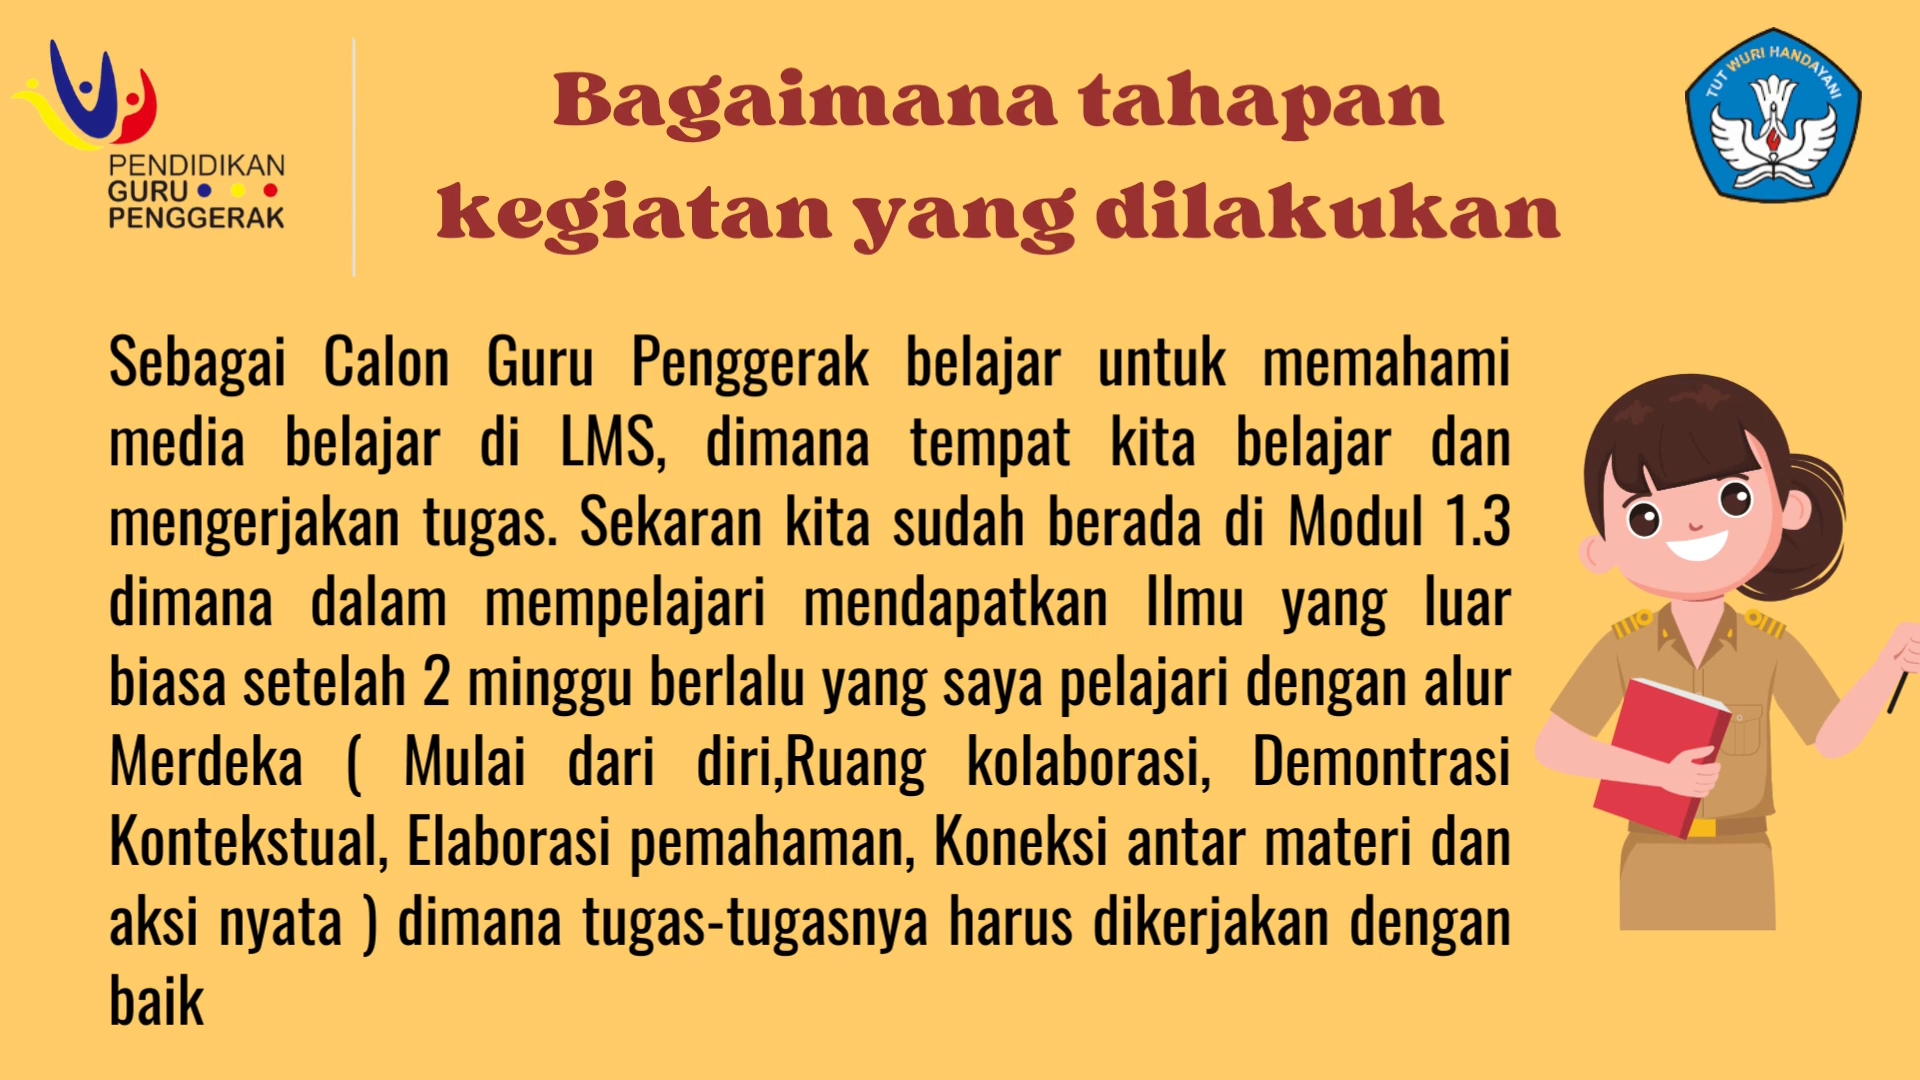 PENDIDIKAN
GURU
PENGGERAK
Bagaimana tahapan
kegiatan yang dilakukan
TUT WURI HANDAYANI
Sebagai Calon Guru Penggerak belajar untuk memahami
media belajar di LMS, dimana tempat kita belajar dan
mengerjakan tugas. Sekaran kita sudah berada di Modul 1.3
dimana dalam mempelajari mendapatkan Ilmu yang luar
biasa setelah 2 minggu berlalu yang saya pelajari dengan alur
Merdeka ( Mulai dari diri,Ruang kolaborasi, Demontrasi
Kontekstual, Elaborasi pemahaman, Koneksi antar materi dan
aksi nyata ) dimana tugas-tugasnya harus dikerjakan dengan
baik